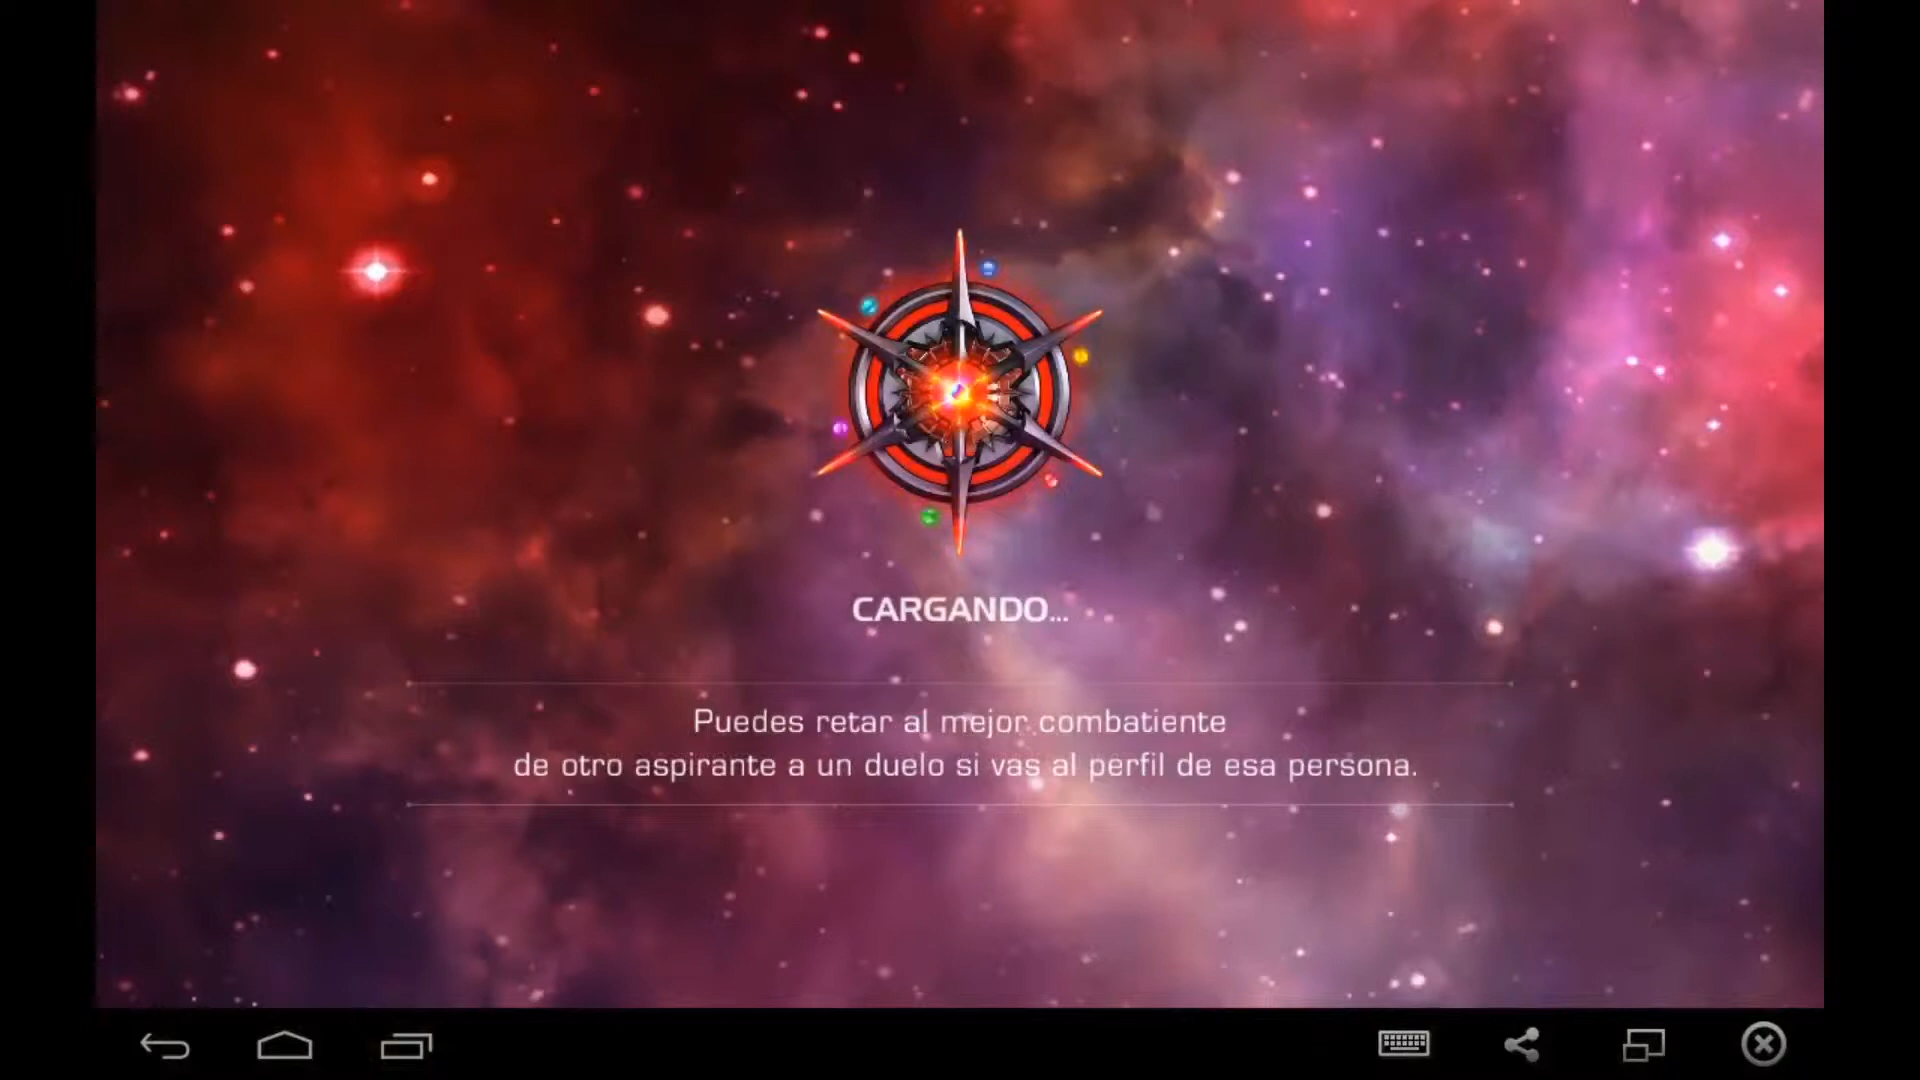 CARGANDO...
Puedes retar al mejor combatiente
de otro aspirante a un duelo si vas al perfil de esa persona.